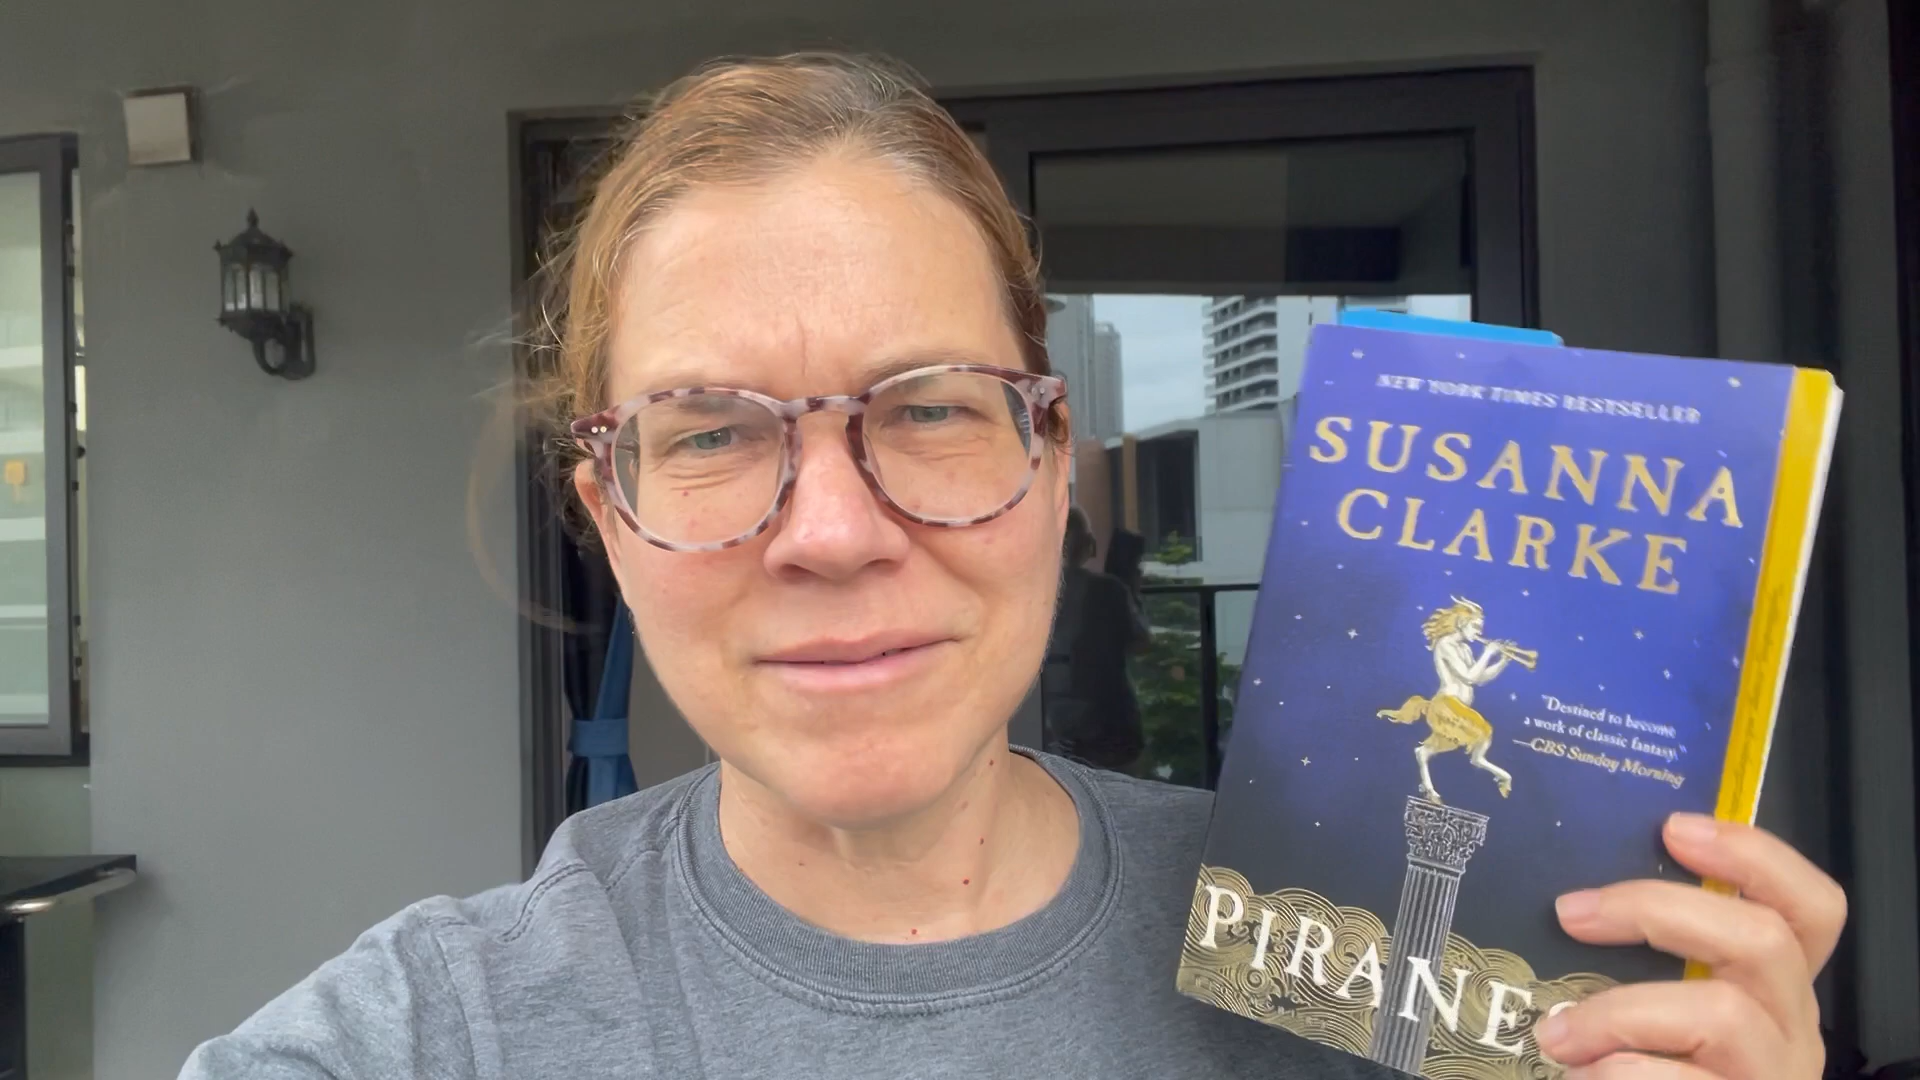 NEW YORK TIMES BESTSELLER
SUSANNA
CLARKE
"Destined to become
a work of classic fantasy."
—CBS Sunday Morning
PIRANES